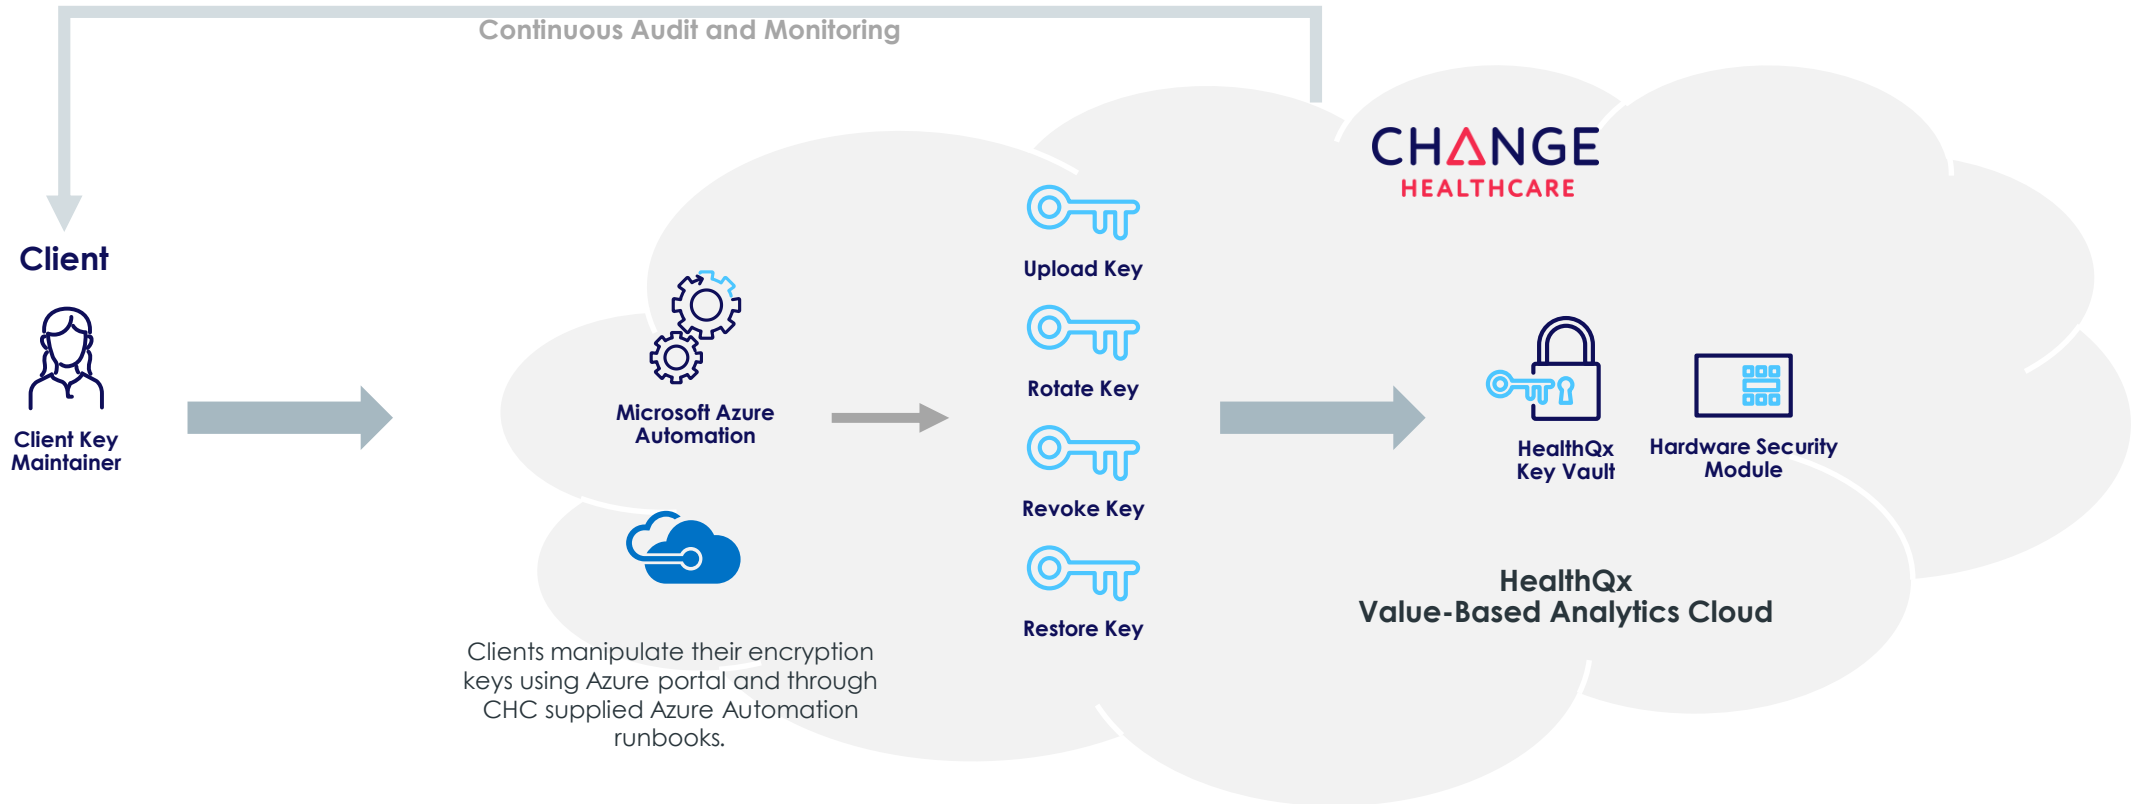 Continuous Audit and Monitoring
CHANGE
HEALTHCARE
Client
Client Key
Maintainer
Microsoft Azure
Automation
Clients manipulate their encryption
keys using Azure portal and through
CHC supplied Azure Automation
runbooks.
Upload Key
Rotate Key
Revoke Key
Restore Key
HealthQx
Key Vault
Hardware Security
Module
HealthQx
Value-Based Analytics Cloud